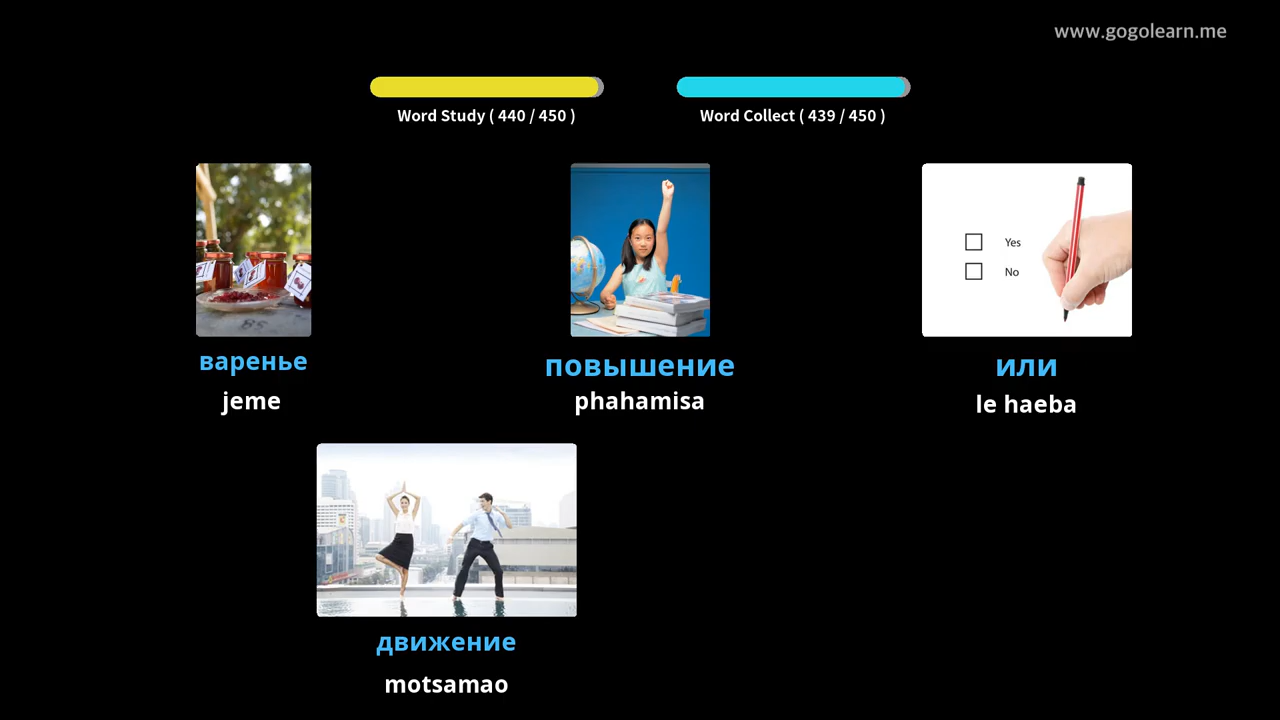 www.gogolearn.me
Word Study ( 440 / 450 )
Word Collect ( 439 / 450 )
Yes
No
варенье
jeme
повышение
phahamisa
или
le haeba
движение
motsamao